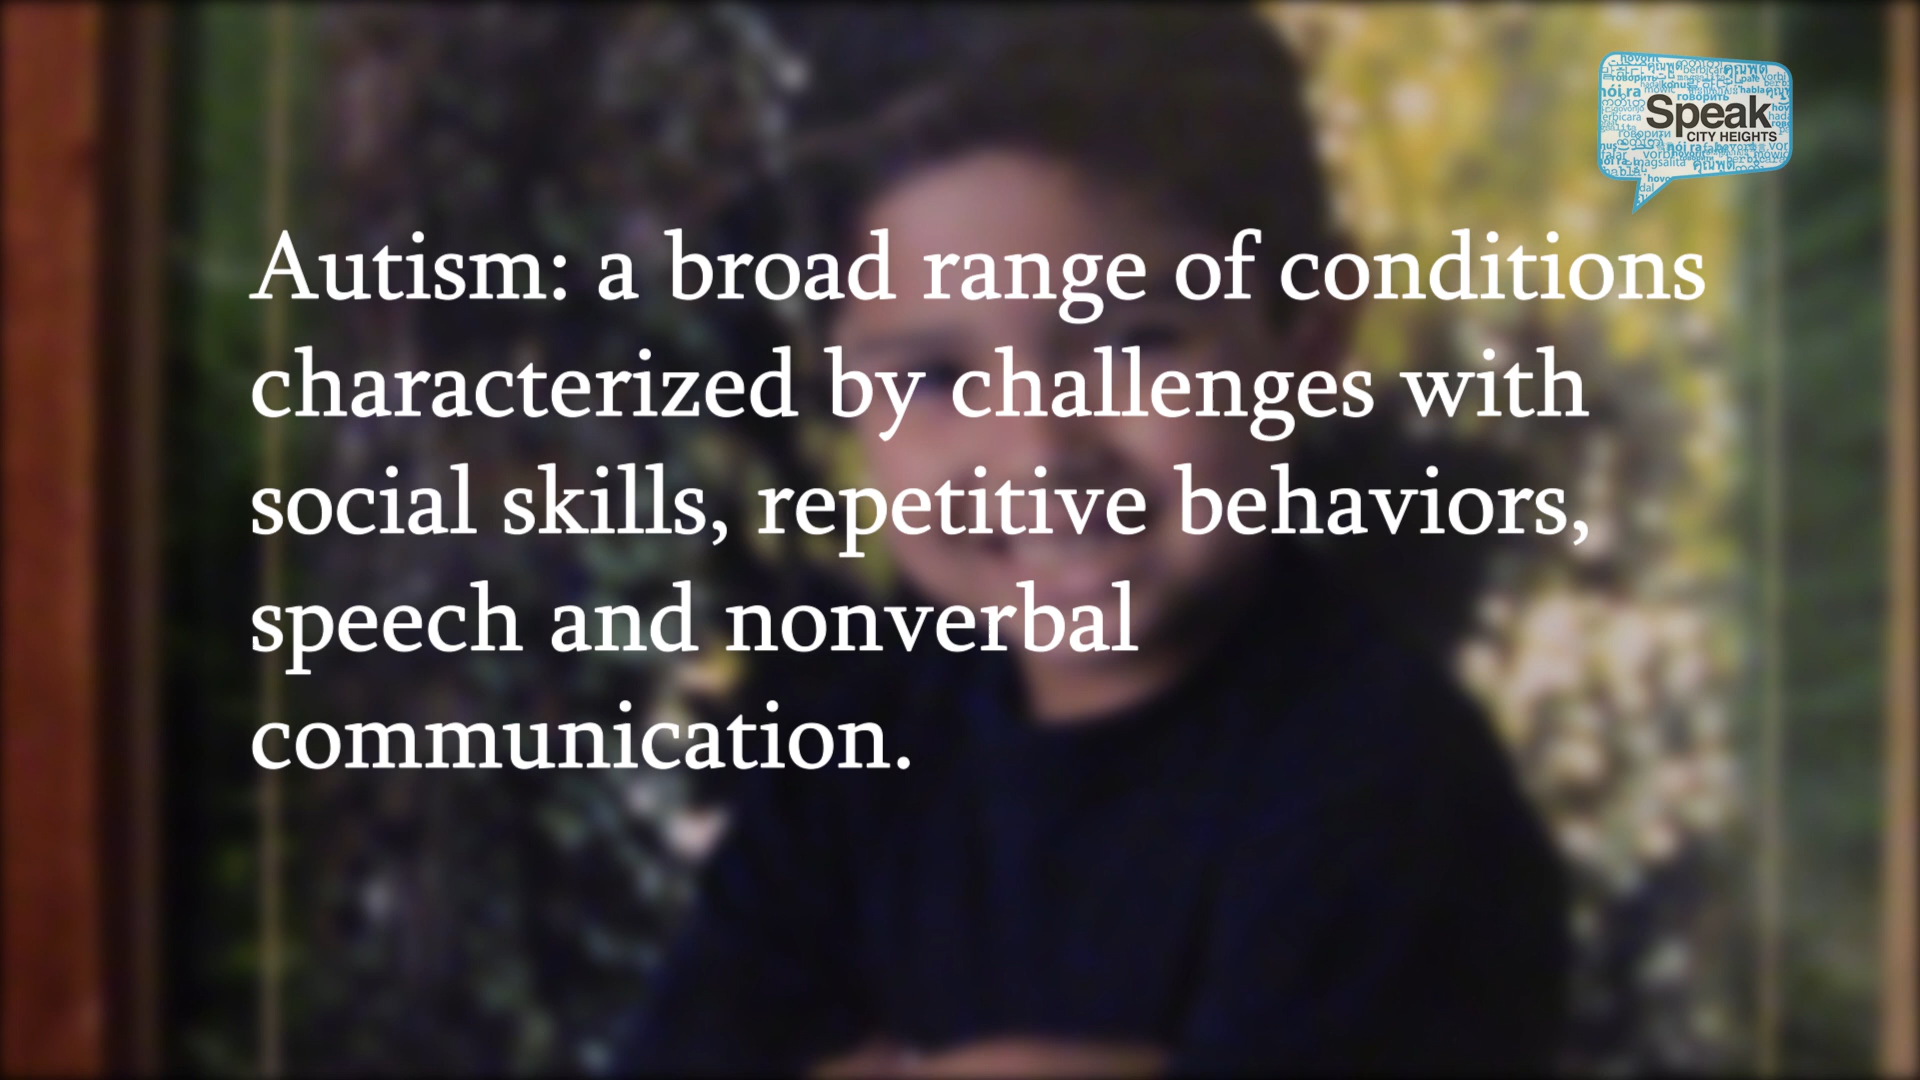 Speak
CITY HEIGHTS
Autism: a broad range of conditions
characterized by challenges with
social skills, repetitive behaviors,
speech and nonverbal
communication.